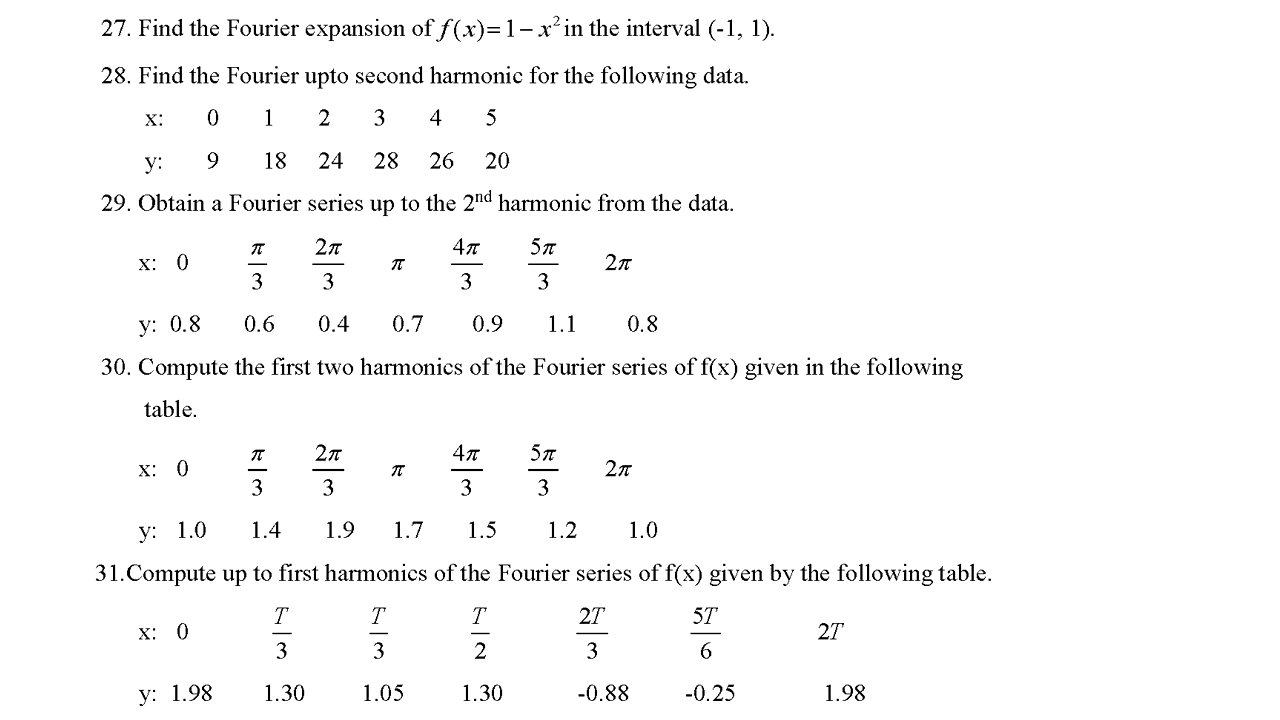 27. Find the Fourier expansion of f(x)=1−x² in the interval (-1, 1).
28. Find the Fourier upto second harmonic for the following data.
x: 0 1 2 3 4 5
y: 9 18 24 28 26 20
29. Obtain a Fourier series up to the 2nd harmonic from the data.
x: 0 π/3 2π/3 π 4π/3 5π/3 2π
y: 0.8 0.6 0.4 0.7 0.9 1.1 0.8
30. Compute the first two harmonics of the Fourier series of f(x) given in the following
table.
x: 0 π/3 2π/3 π 4π/3 5π/3 2π
y: 1.0 1.4 1.9 1.7 1.5 1.2 1.0
31.Compute up to first harmonics of the Fourier series of f(x) given by the following table.
x: 0 T/3 T/3 T/2 2T/3 5T/6 2T
y: 1.98 1.30 1.05 1.30 -0.88 -0.25 1.98